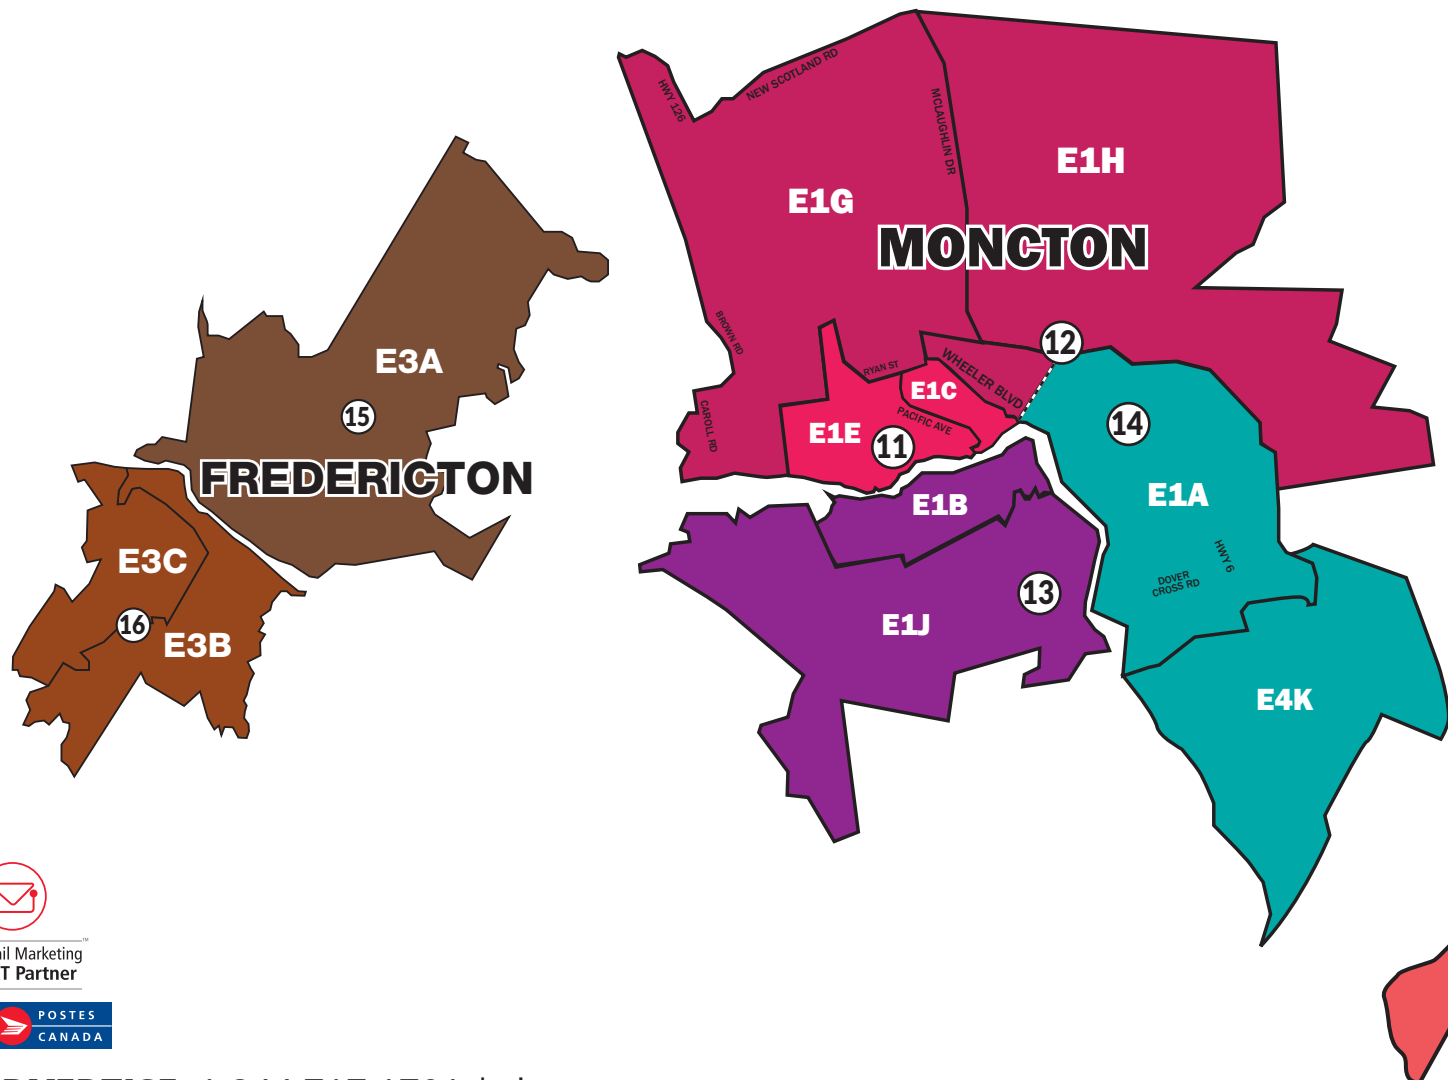 HWY 126
NEW SCOTLAND RD
MCLAUGHLIN DR
E1H
E1G
MONCTON
BROWN RD
12
RYAN ST
WHEELER BLVD
E1C
PACIFIC AVE
CAROLL RD
E1E
11
14
E1A
E1B
HWY 6
DOVER
CROSS RD
13
E1J
E4K
E3A
15
FREDERICTON
E3C
16
E3B
Marketing
TM
T Partner
POSTES
CANADA